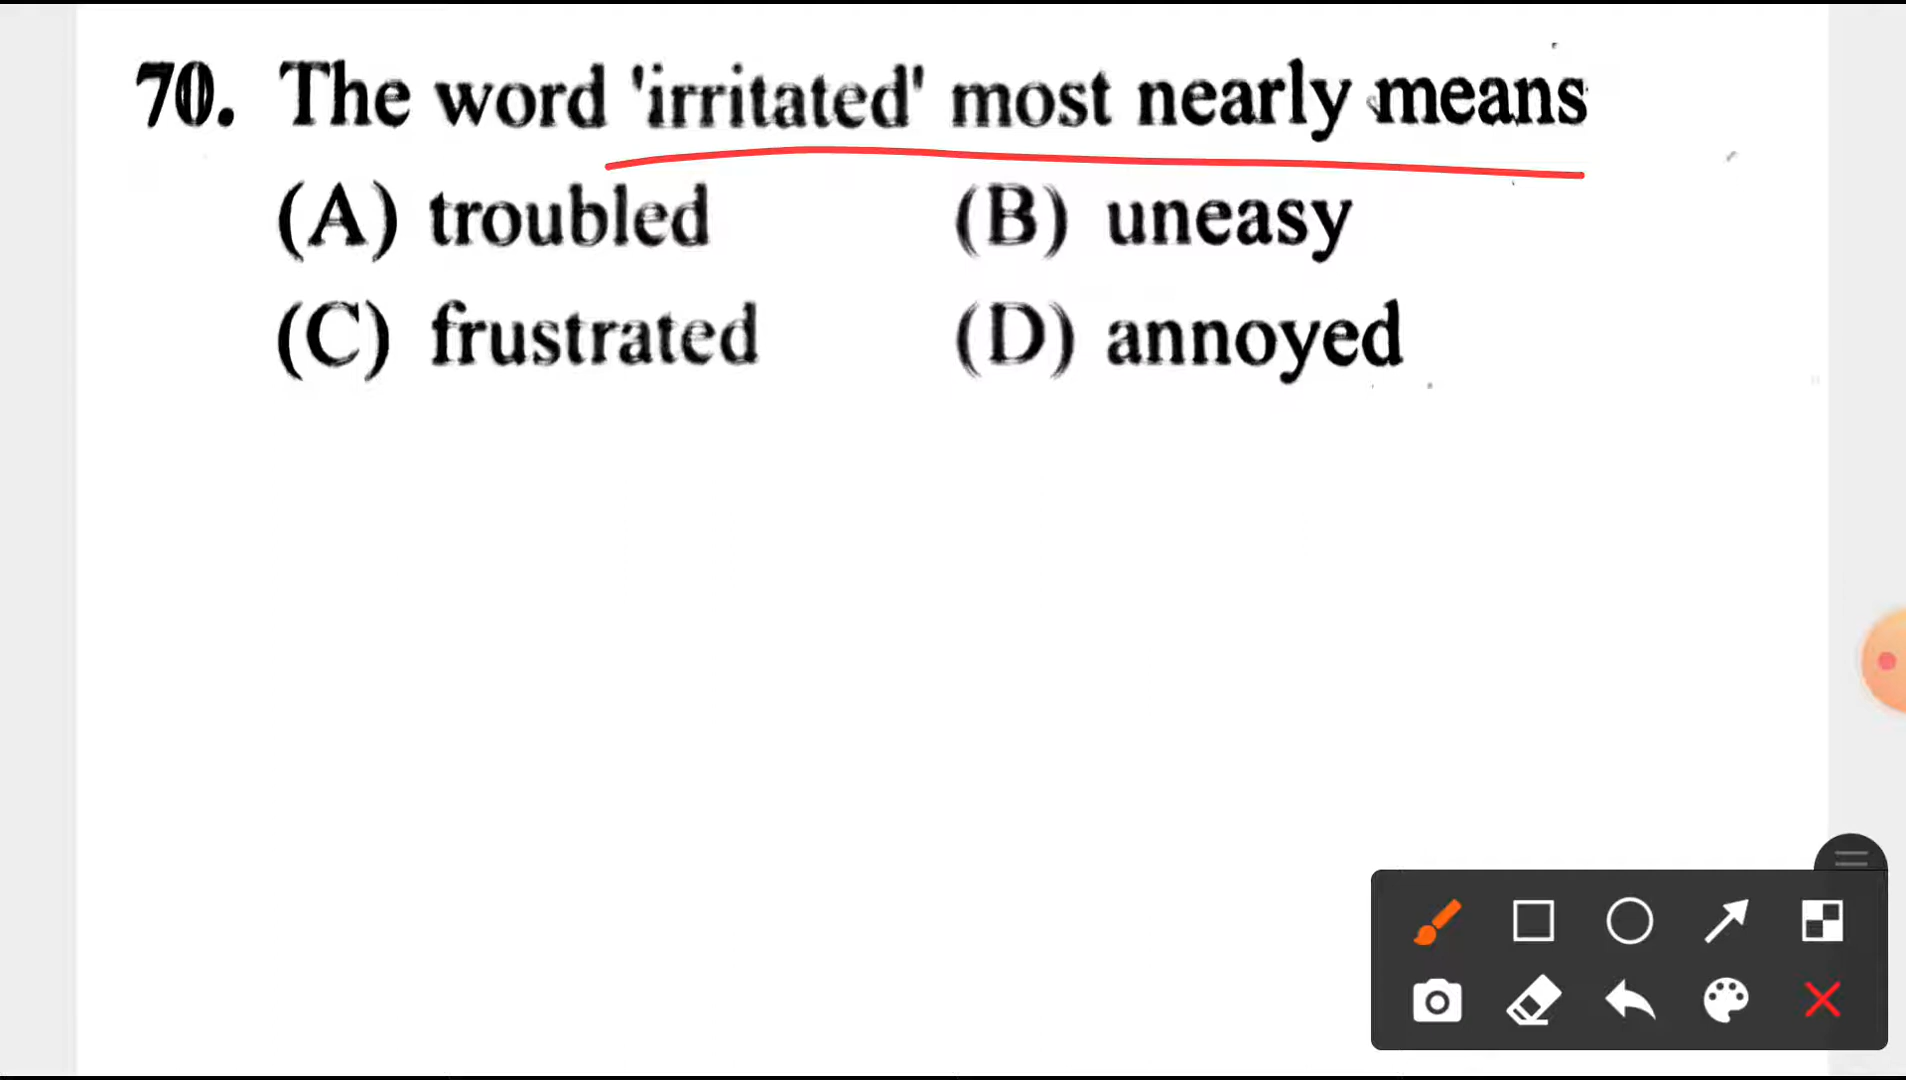 70. The word 'irritated' most nearly means
(A) troubled (B) uneasy
(C) frustrated (D) annoyed